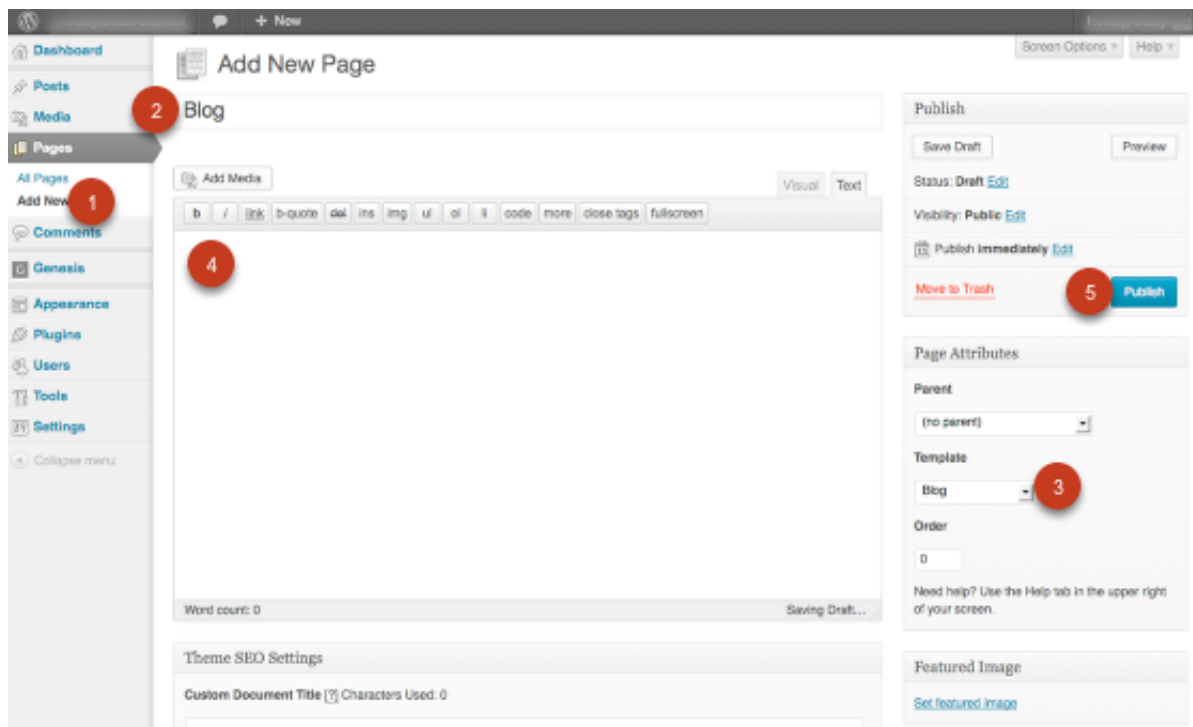 + New
Screen Options Help
Dashboard
Posts
Media
Pages
All Pages
Add New
1
Comments
Genesis
Appearance
Plugins
Users
Tools
Settings
Collapse menu
Add New Page
2
Blog
Add Media
Visual Text
b i link b-quote del ins img ul ol li code more close tags fullscreen
4
Word count: 0 Saving Draft...
Theme SEO Settings
Custom Document Title [?] Characters Used: 0
Publish
Save Draft Preview
Status: Draft Edit
Visibility: Public Edit
Publish immediately Edit
Move to Trash
5
Publish
Page Attributes
Parent
(no parent)
Template
Blog
3
Order
0
Need help? Use the Help tab in the upper right
of your screen.
Featured Image
Set featured image